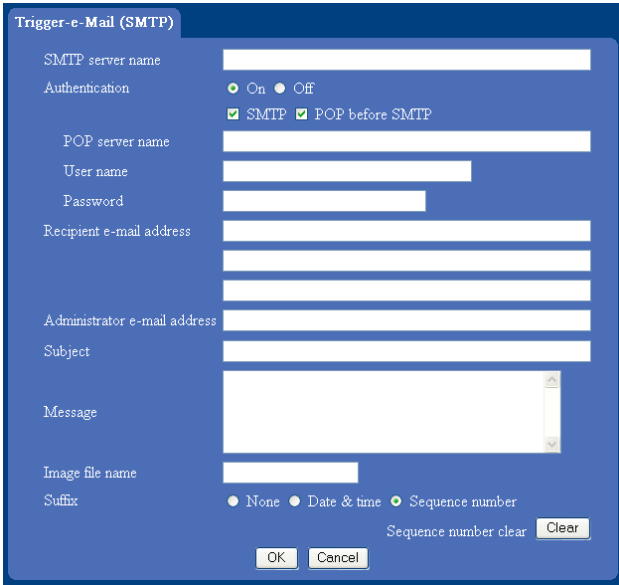 Trigger-e-Mail (SMTP)
SMTP server name
Authentication
On Off
SMTP POP before SMTP
POP server name
User name
Password
Recipient e-mail address
Administrator e-mail address
Subject
Message
Image file name
Suffix
None Date & time Sequence number
Sequence number clear Clear
OK Cancel